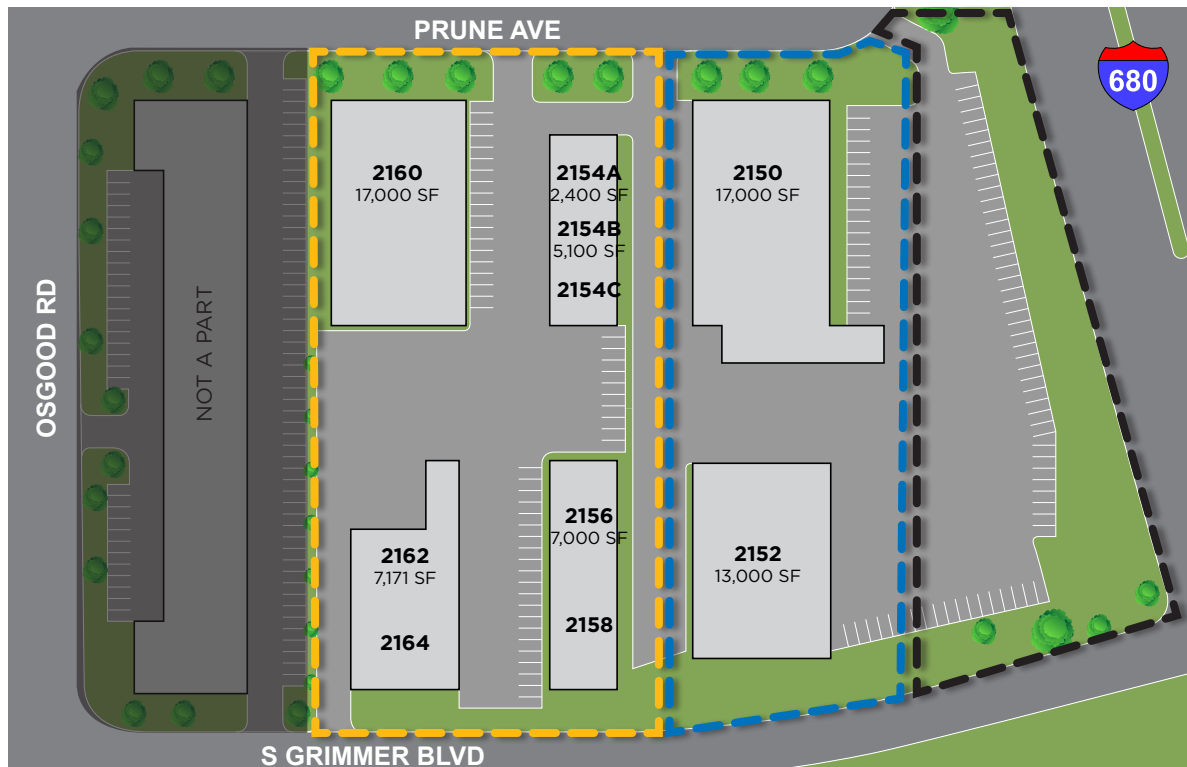 PRUNE AVE
680
2160
17,000 SF
2154A
2,400 SF
2154B
5,100 SF
2154C
2150
17,000 SF
OSGOOD RD
NOT A PART
2162
7,171 SF
2164
2156
7,000 SF
2158
2152
13,000 SF
S GRIMMER BLVD